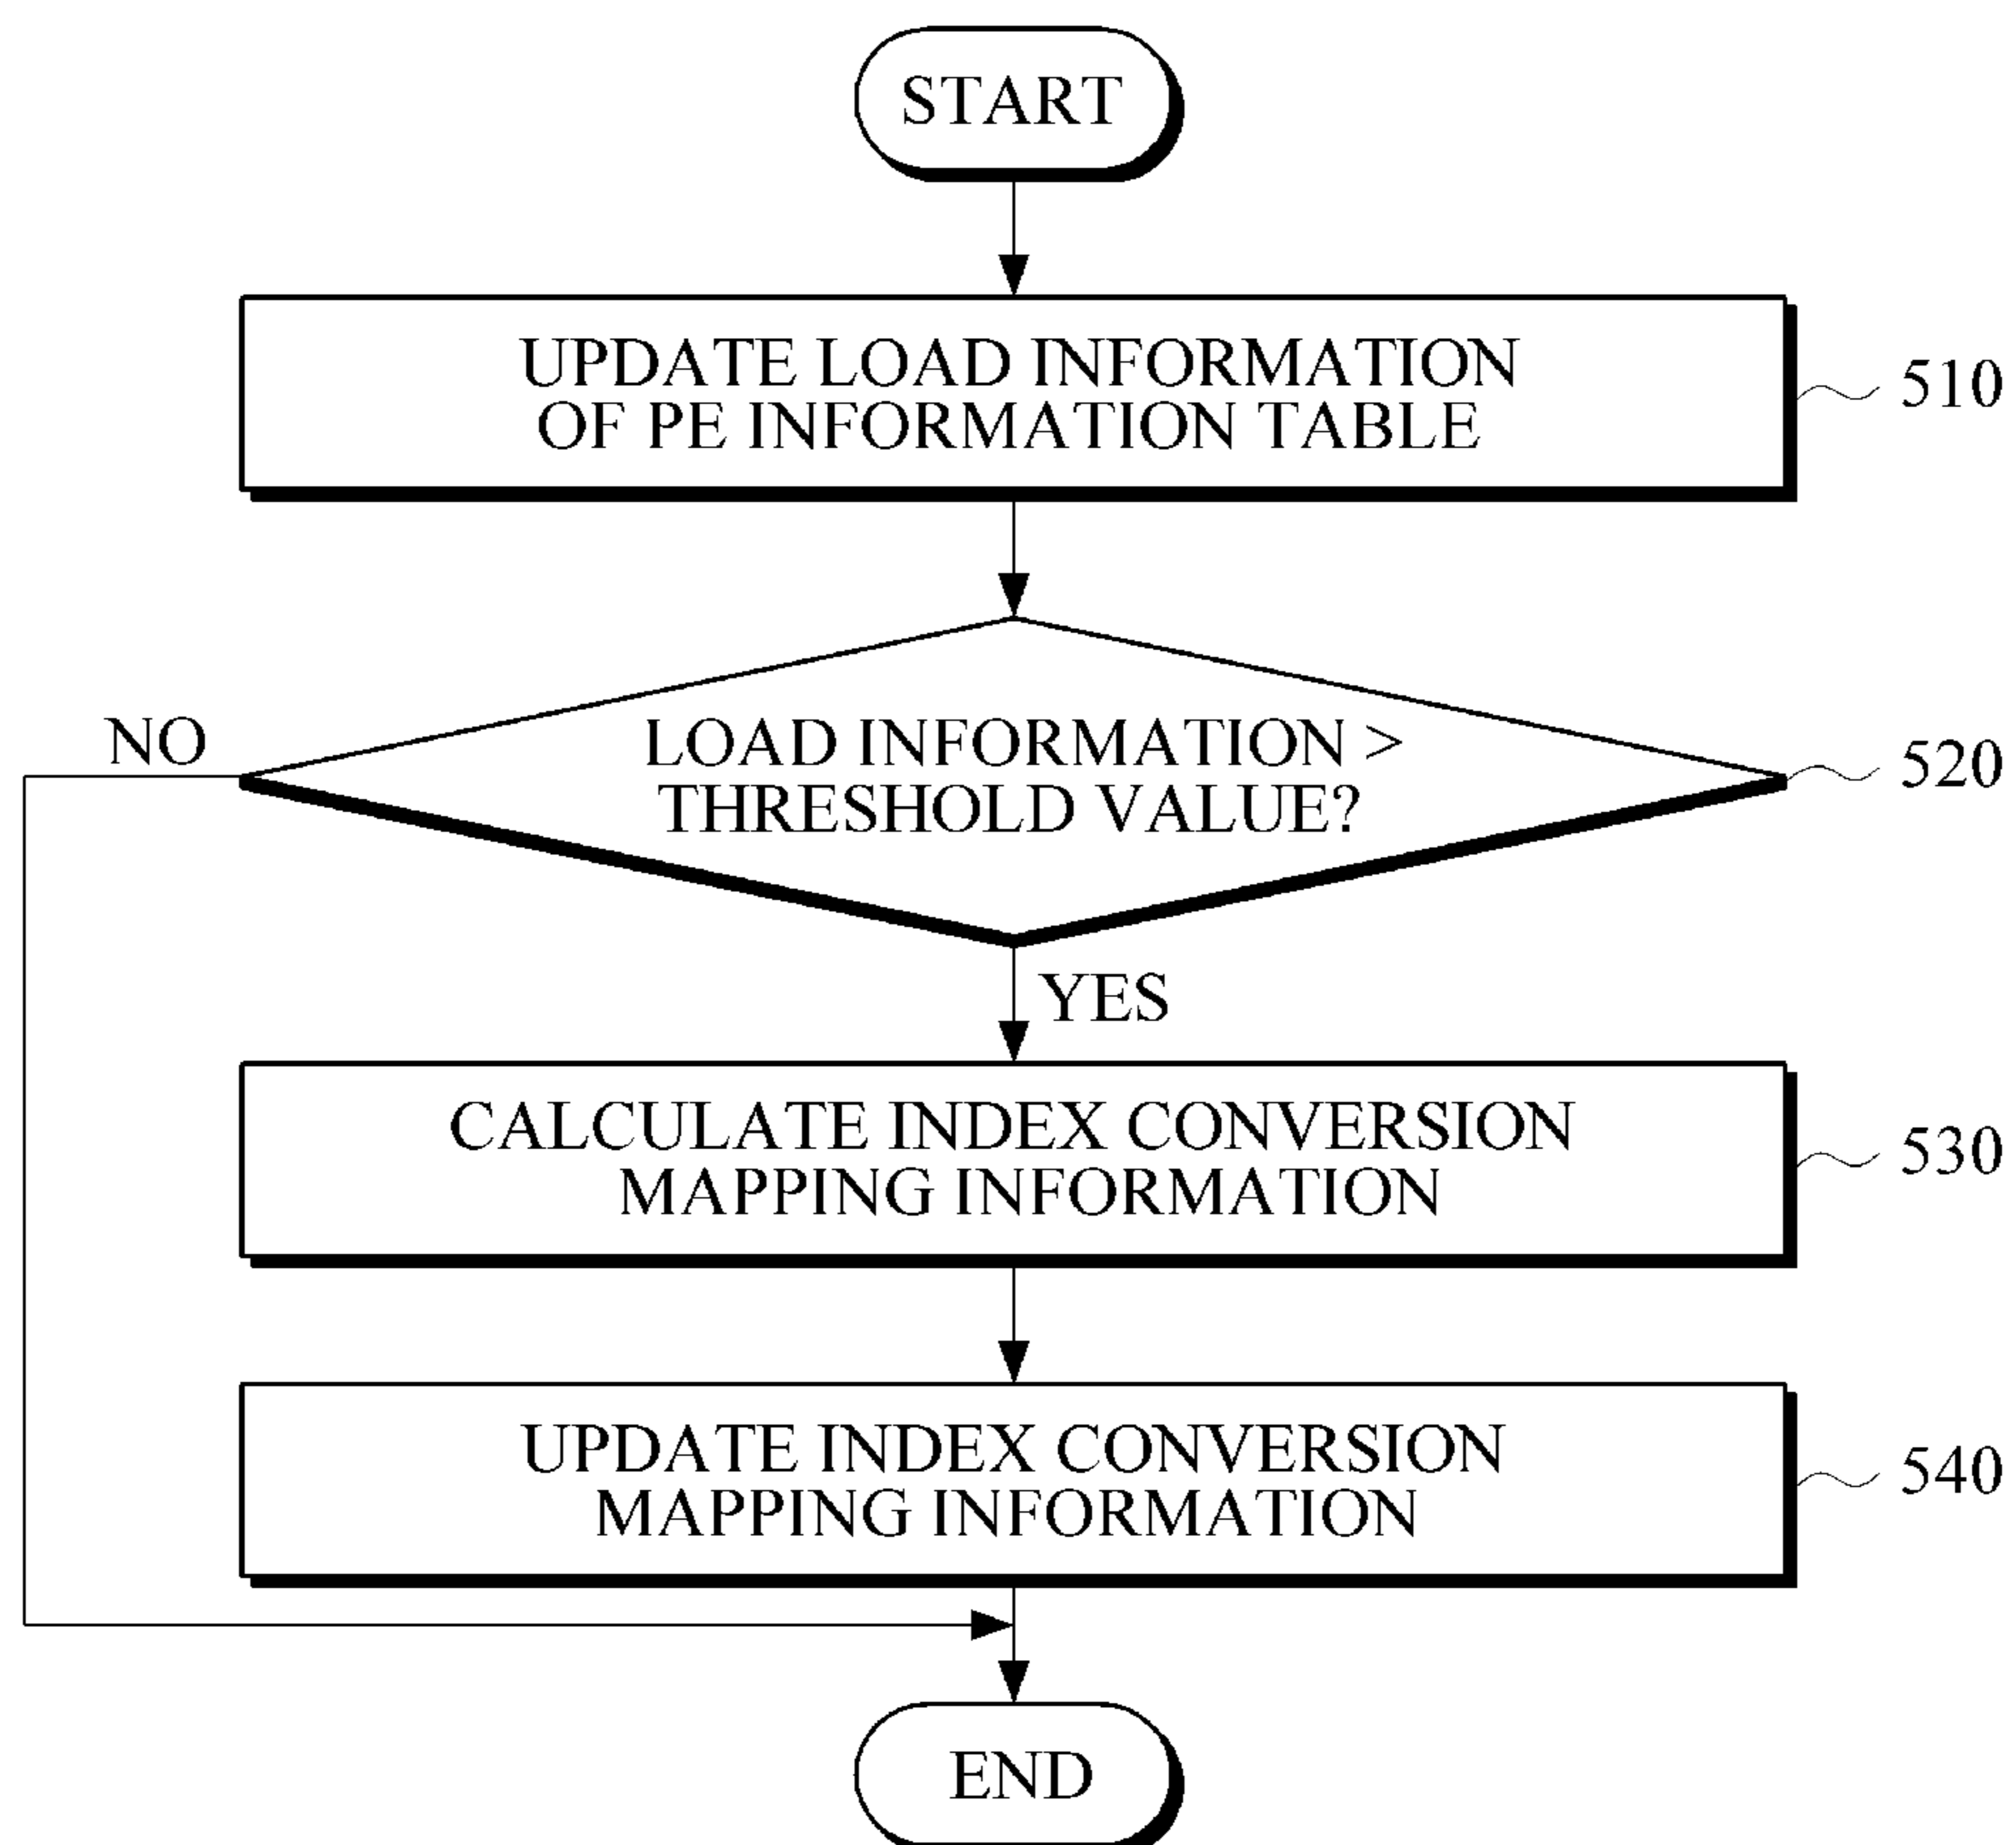 START
UPDATE LOAD INFORMATION
OF PE INFORMATION TABLE
510
NO
LOAD INFORMATION >
THRESHOLD VALUE?
520
YES
CALCULATE INDEX CONVERSION
MAPPING INFORMATION
530
UPDATE INDEX CONVERSION
MAPPING INFORMATION
540
END